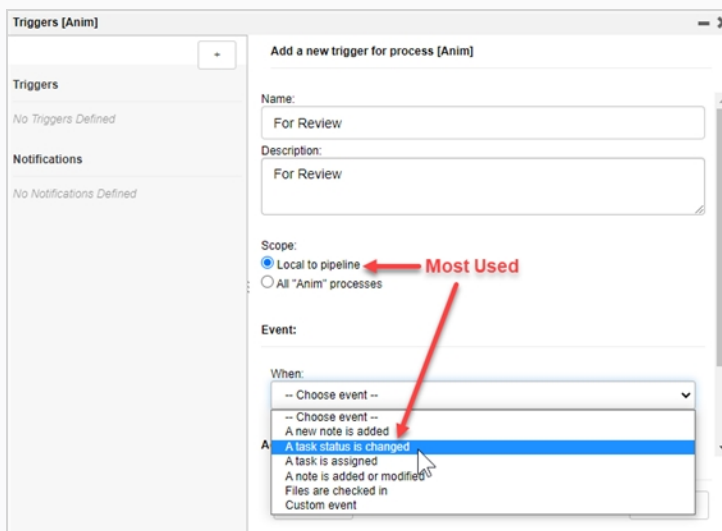 Triggers [Anim]
+
Triggers
No Triggers Defined
Notifications
No Notifications Defined
Add a new trigger for process [Anim]
Name:
For Review
Description:
For Review
Scope:
Local to pipeline
Most Used
All "Anim" processes
Event:
When:
-- Choose event --
-- Choose event --
A new note is added
A task status is changed
A task is assigned
A note is added or modified
Files are checked in
Custom event